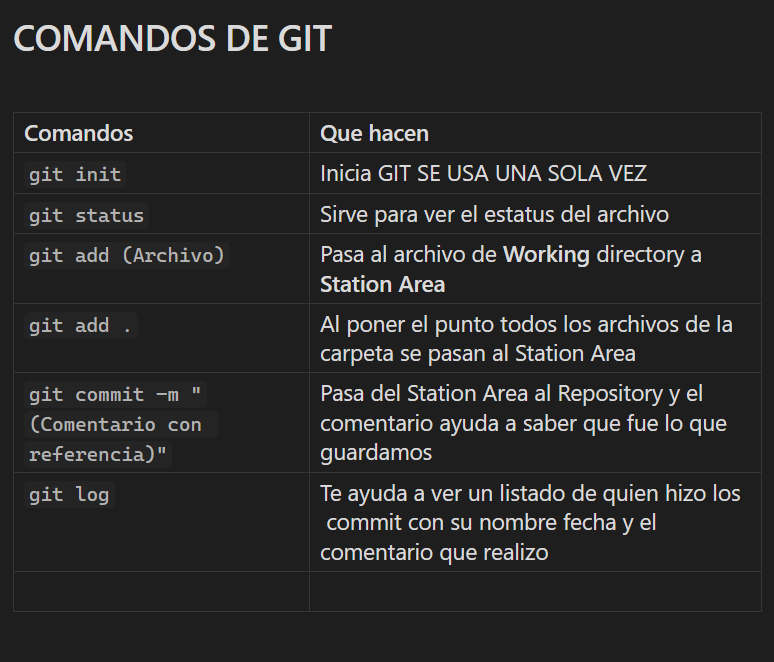 COMANDOS DE GIT
Comandos
Que hacen
git init
Inicia GIT SE USA UNA SOLA VEZ
git status
Sirve para ver el estatus del archivo
git add (Archivo)
Pasa al archivo de Working directory a
Station Area
git add .
Al poner el punto todos los archivos de la
carpeta se pasan al Station Area
git commit -m "
(Comentario con
referencia)"
Pasa del Station Area al Repository y el
comentario ayuda a saber que fue lo que
guardamos
git log
Te ayuda a ver un listado de quien hizo los
commit con su nombre fecha y el
comentario que realizo